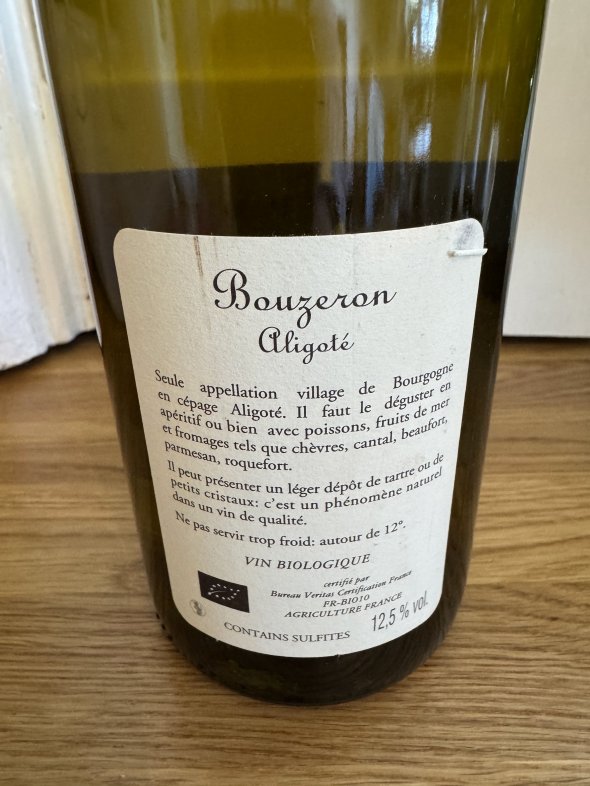 Bouzeron
Aligoté
Seule appellation village de Bourgogne
en cépage Aligoté. Il faut le déguster en
apéritif ou bien avec poissons, fruits de mer
et fromages tels que chèvres, cantal, beaufort,
parmesan, roquefort.
Il peut présenter un léger dépôt de tartre ou de
petits cristaux: c'est un phénomène naturel
dans un vin de qualité.
Ne pas servir trop froid: autour de 12°.
VIN BIOLOGIQUE
certifié par
Bureau Veritas Certification France
FR-BIO10
AGRICULTURE FRANCE
CONTAINS SULFITES
12,5 % vol.